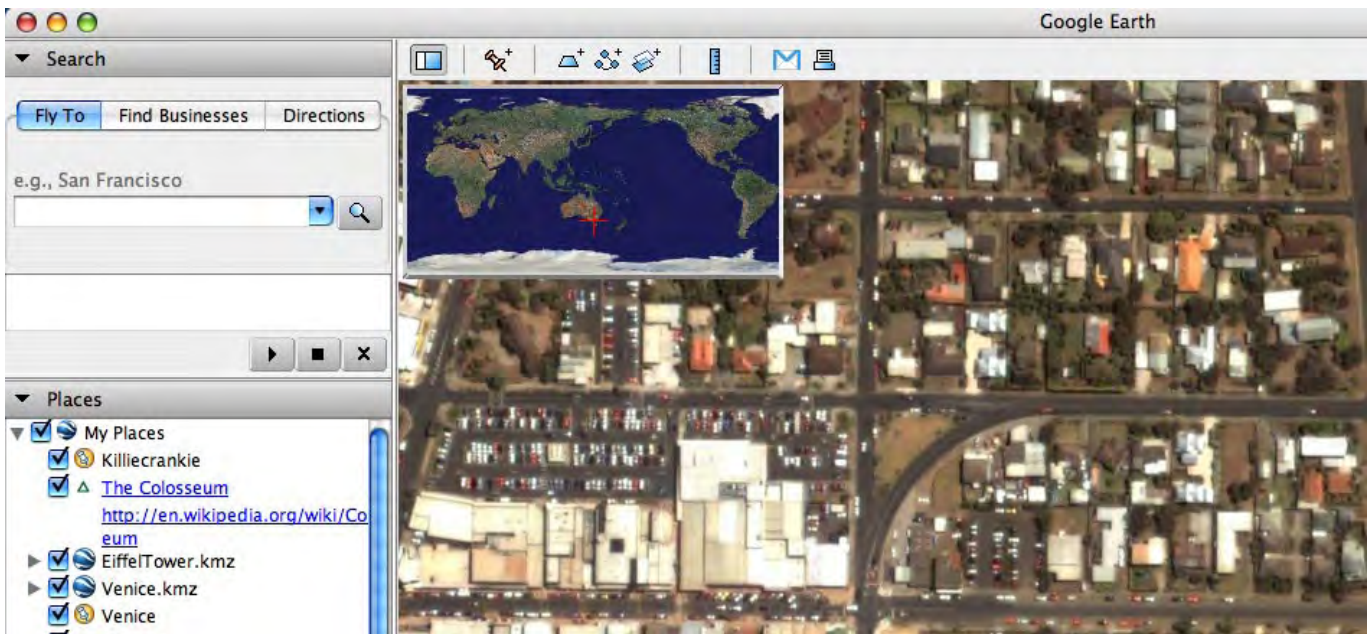 Google Earth
Search
Fly To
Find Businesses
Directions
e.g., San Francisco
Places
My Places
Killiecrankie
The Colosseum
http://en.wikipedia.org/wiki/Co
eum
EiffelTower.kmz
Venice.kmz
Venice